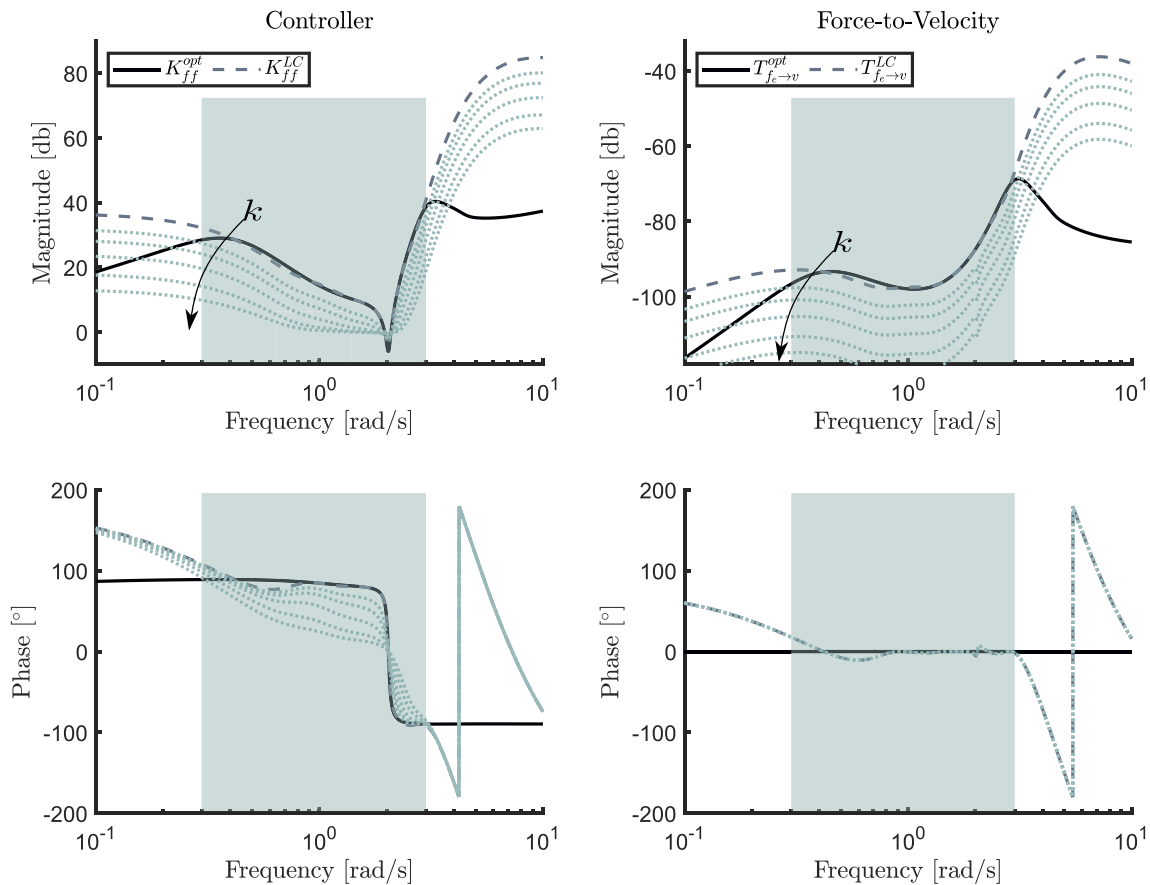 Controller
K_{ff}^{opt} K_{ff}^{LC}
Magnitude [db]
80
60
40
20
0
k
10^{-1} 10^{0} 10^{1}
Frequency [rad/s]
Force-to-Velocity
T_{f_e→v}^{opt} T_{f_e→v}^{LC}
Magnitude [db]
-40
-60
-80
-100
k
10^{-1} 10^{0} 10^{1}
Frequency [rad/s]
Phase [°]
200
100
0
-100
-200
10^{-1} 10^{0} 10^{1}
Frequency [rad/s]
Phase [°]
200
100
0
-100
-200
10^{-1} 10^{0} 10^{1}
Frequency [rad/s]